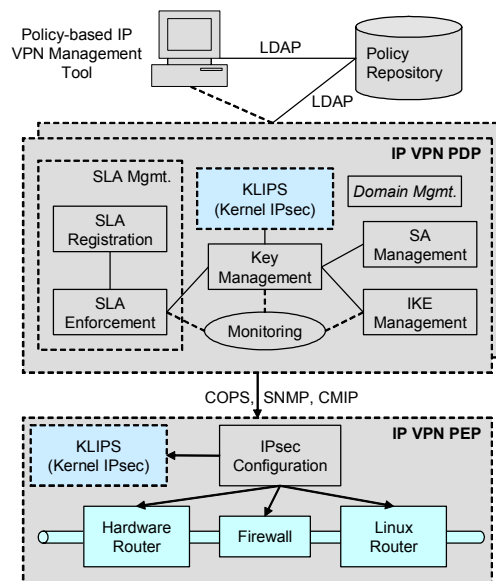 Policy-based IP
VPN Management
Tool
LDAP
Policy
Repository
LDAP
IP VPN PDP
SLA Mgmt.
KLIPS
(Kernel IPsec)
Domain Mgmt.
SLA
Registration
Key
Management
SA
Management
SLA
Enforcement
Monitoring
IKE
Management
COPS, SNMP, CMIP
IP VPN PEP
KLIPS
(Kernel IPsec)
IPsec
Configuration
Hardware
Router
Firewall
Linux
Router